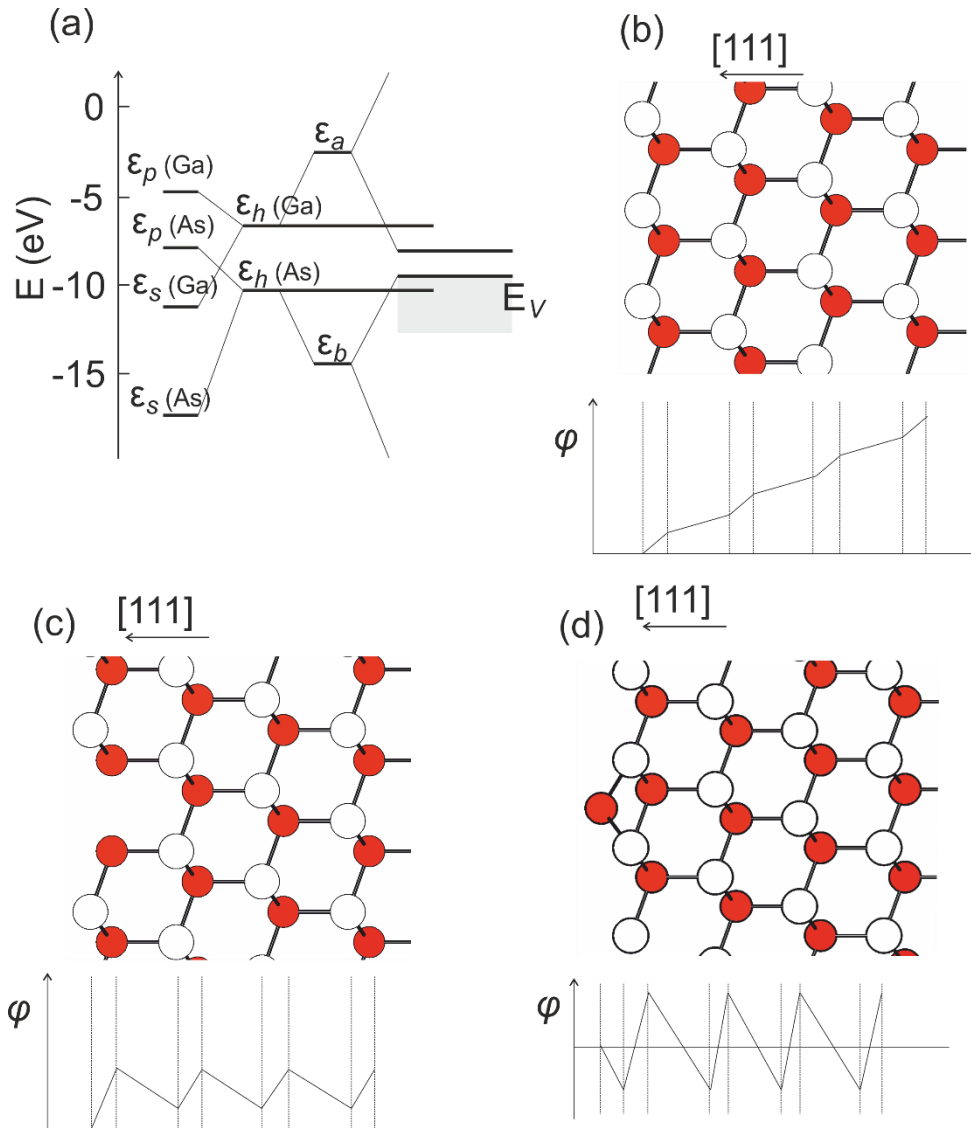 (a)
E (eV)
0
-5
-10
-15
εp (Ga)
εp (As)
εs (Ga)
εs (As)
εh (Ga)
εh (As)
εa
εb
EV
(b)
[111]
φ
(c)
[111]
φ
(d)
[111]
φ